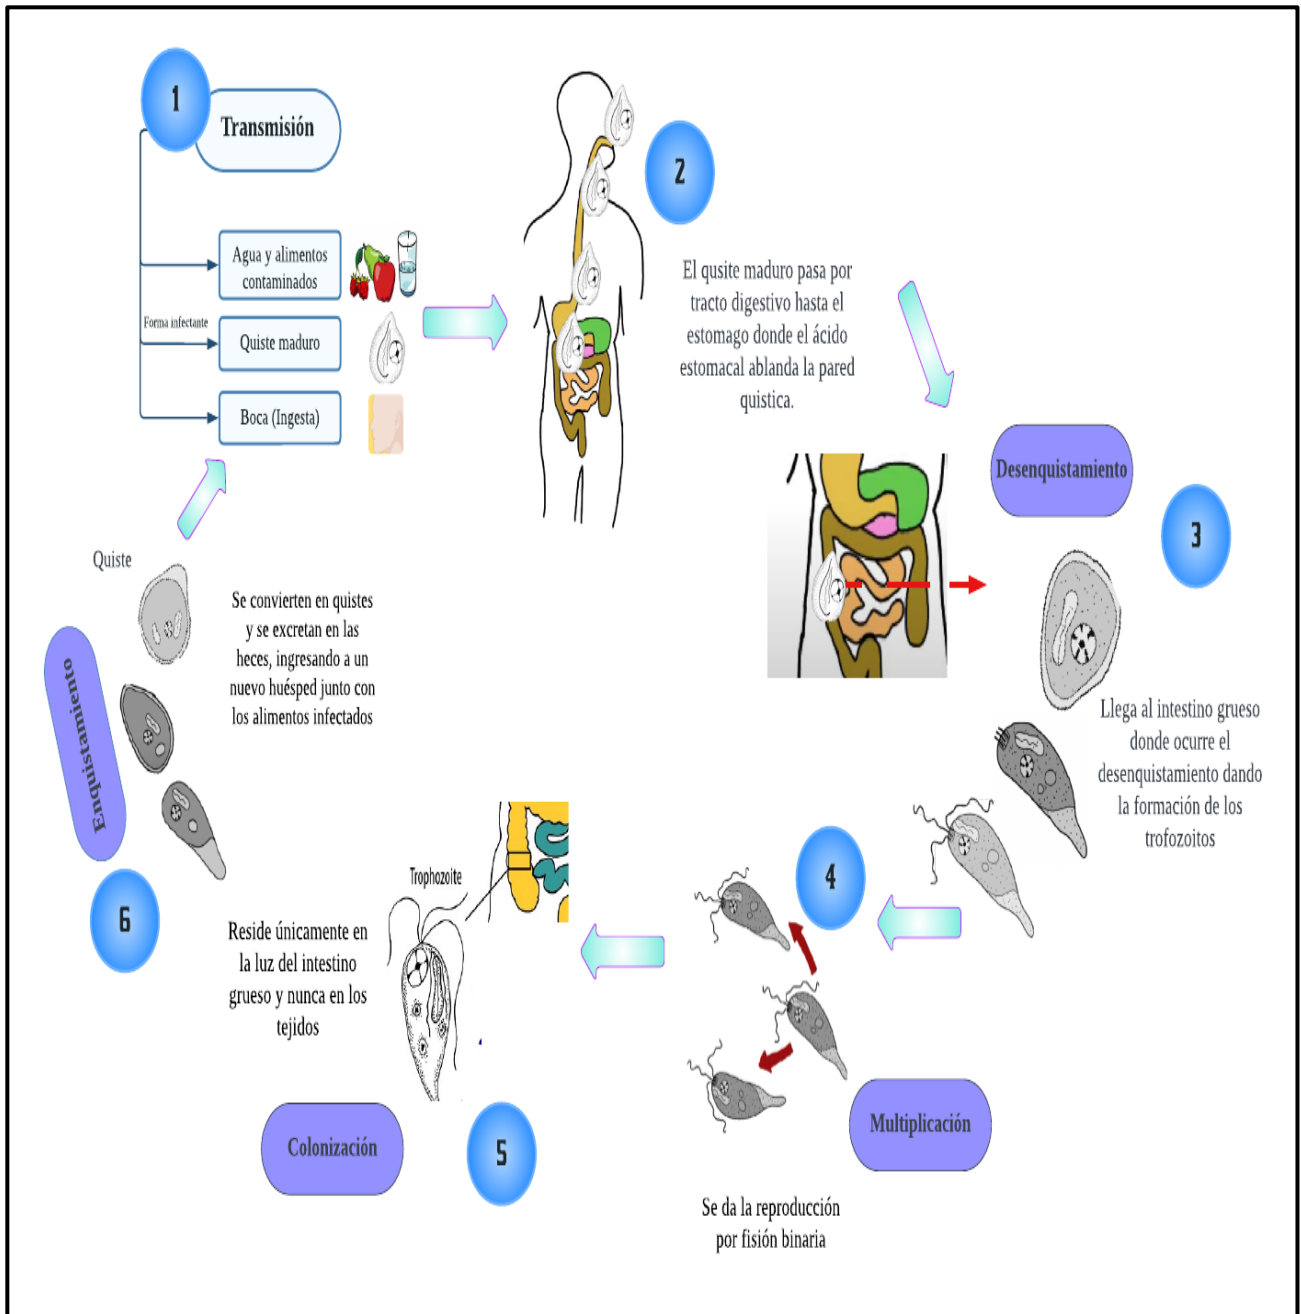 1
Transmisión
Agua y alimentos
contaminados
Forma infectante
Quiste maduro
Boca (Ingesta)
2
El qusite maduro pasa por
tracto digestivo hasta el
estomago donde el ácido
estomacal ablanda la pared
quistica.
Desenquistamiento
3
Llega al intestino grueso
donde ocurre el
desenquistamiento dando
la formación de los
trofozoitos
4
Multiplicación
Se da la reproducción
por fisión binaria
Trophozoite
Reside únicamente en
la luz del intestino
grueso y nunca en los
tejidos
Colonización
5
6
Enquistamiento
Quiste
Se convierten en quistes
y se excretan en las
heces, ingresando a un
nuevo huésped junto con
los alimentos infectados